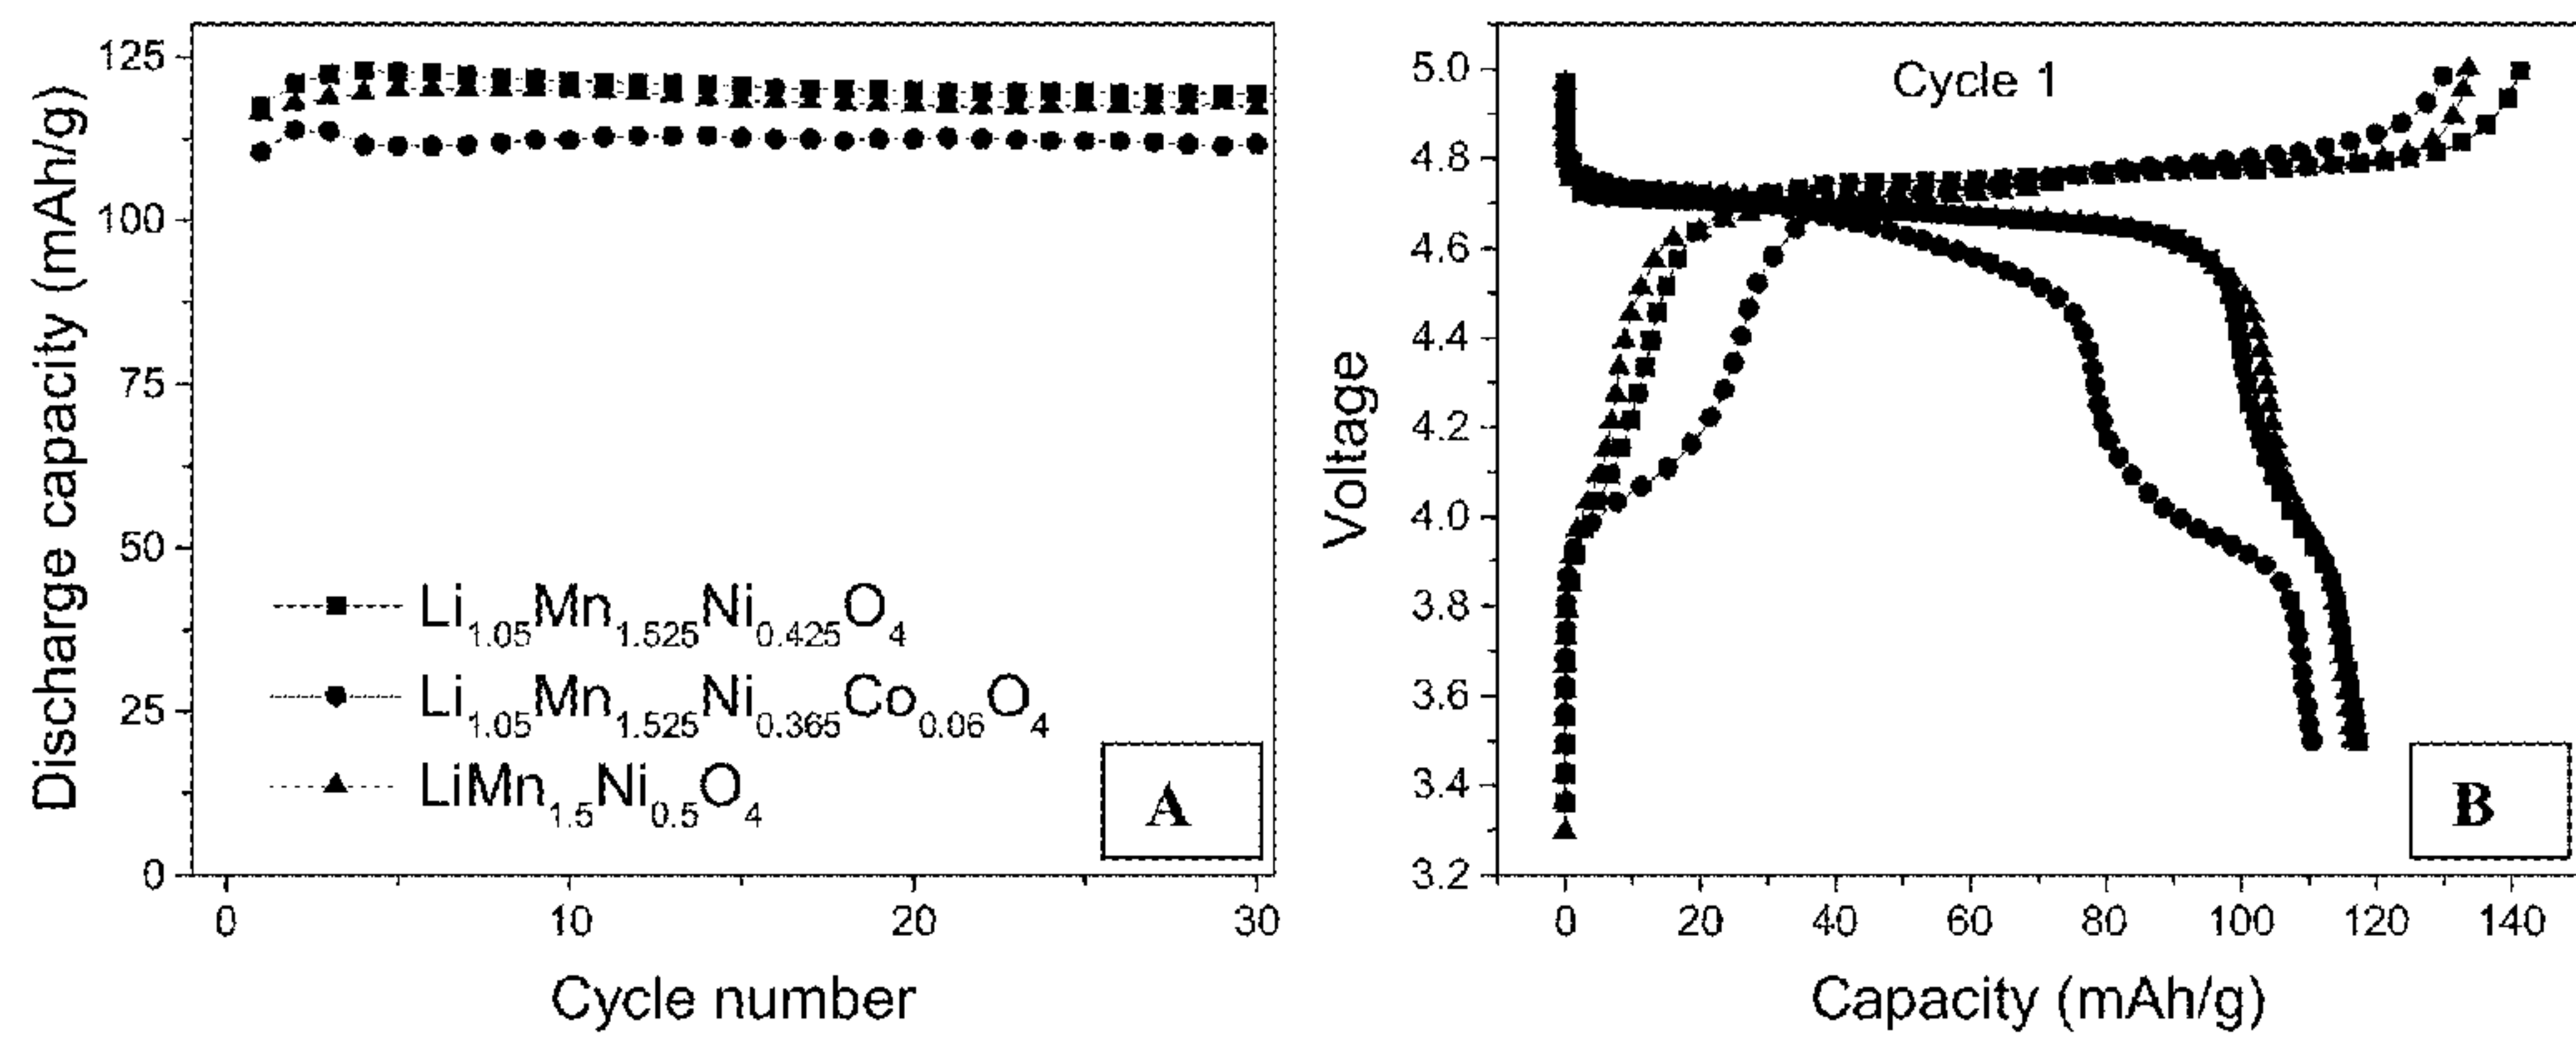 Discharge capacity (mAh/g)
125
100
75
50
25
0
Li1.05Mn1.525Ni0.425O4
Li1.05Mn1.525Ni0.365Co0.06O4
LiMn1.5Ni0.5O4
A
0 10 20 30
Cycle number
Voltage
5.0
4.8
4.6
4.4
4.2
4.0
3.8
3.6
3.4
3.2
Cycle 1
B
0 20 40 60 80 100 120 140
Capacity (mAh/g)